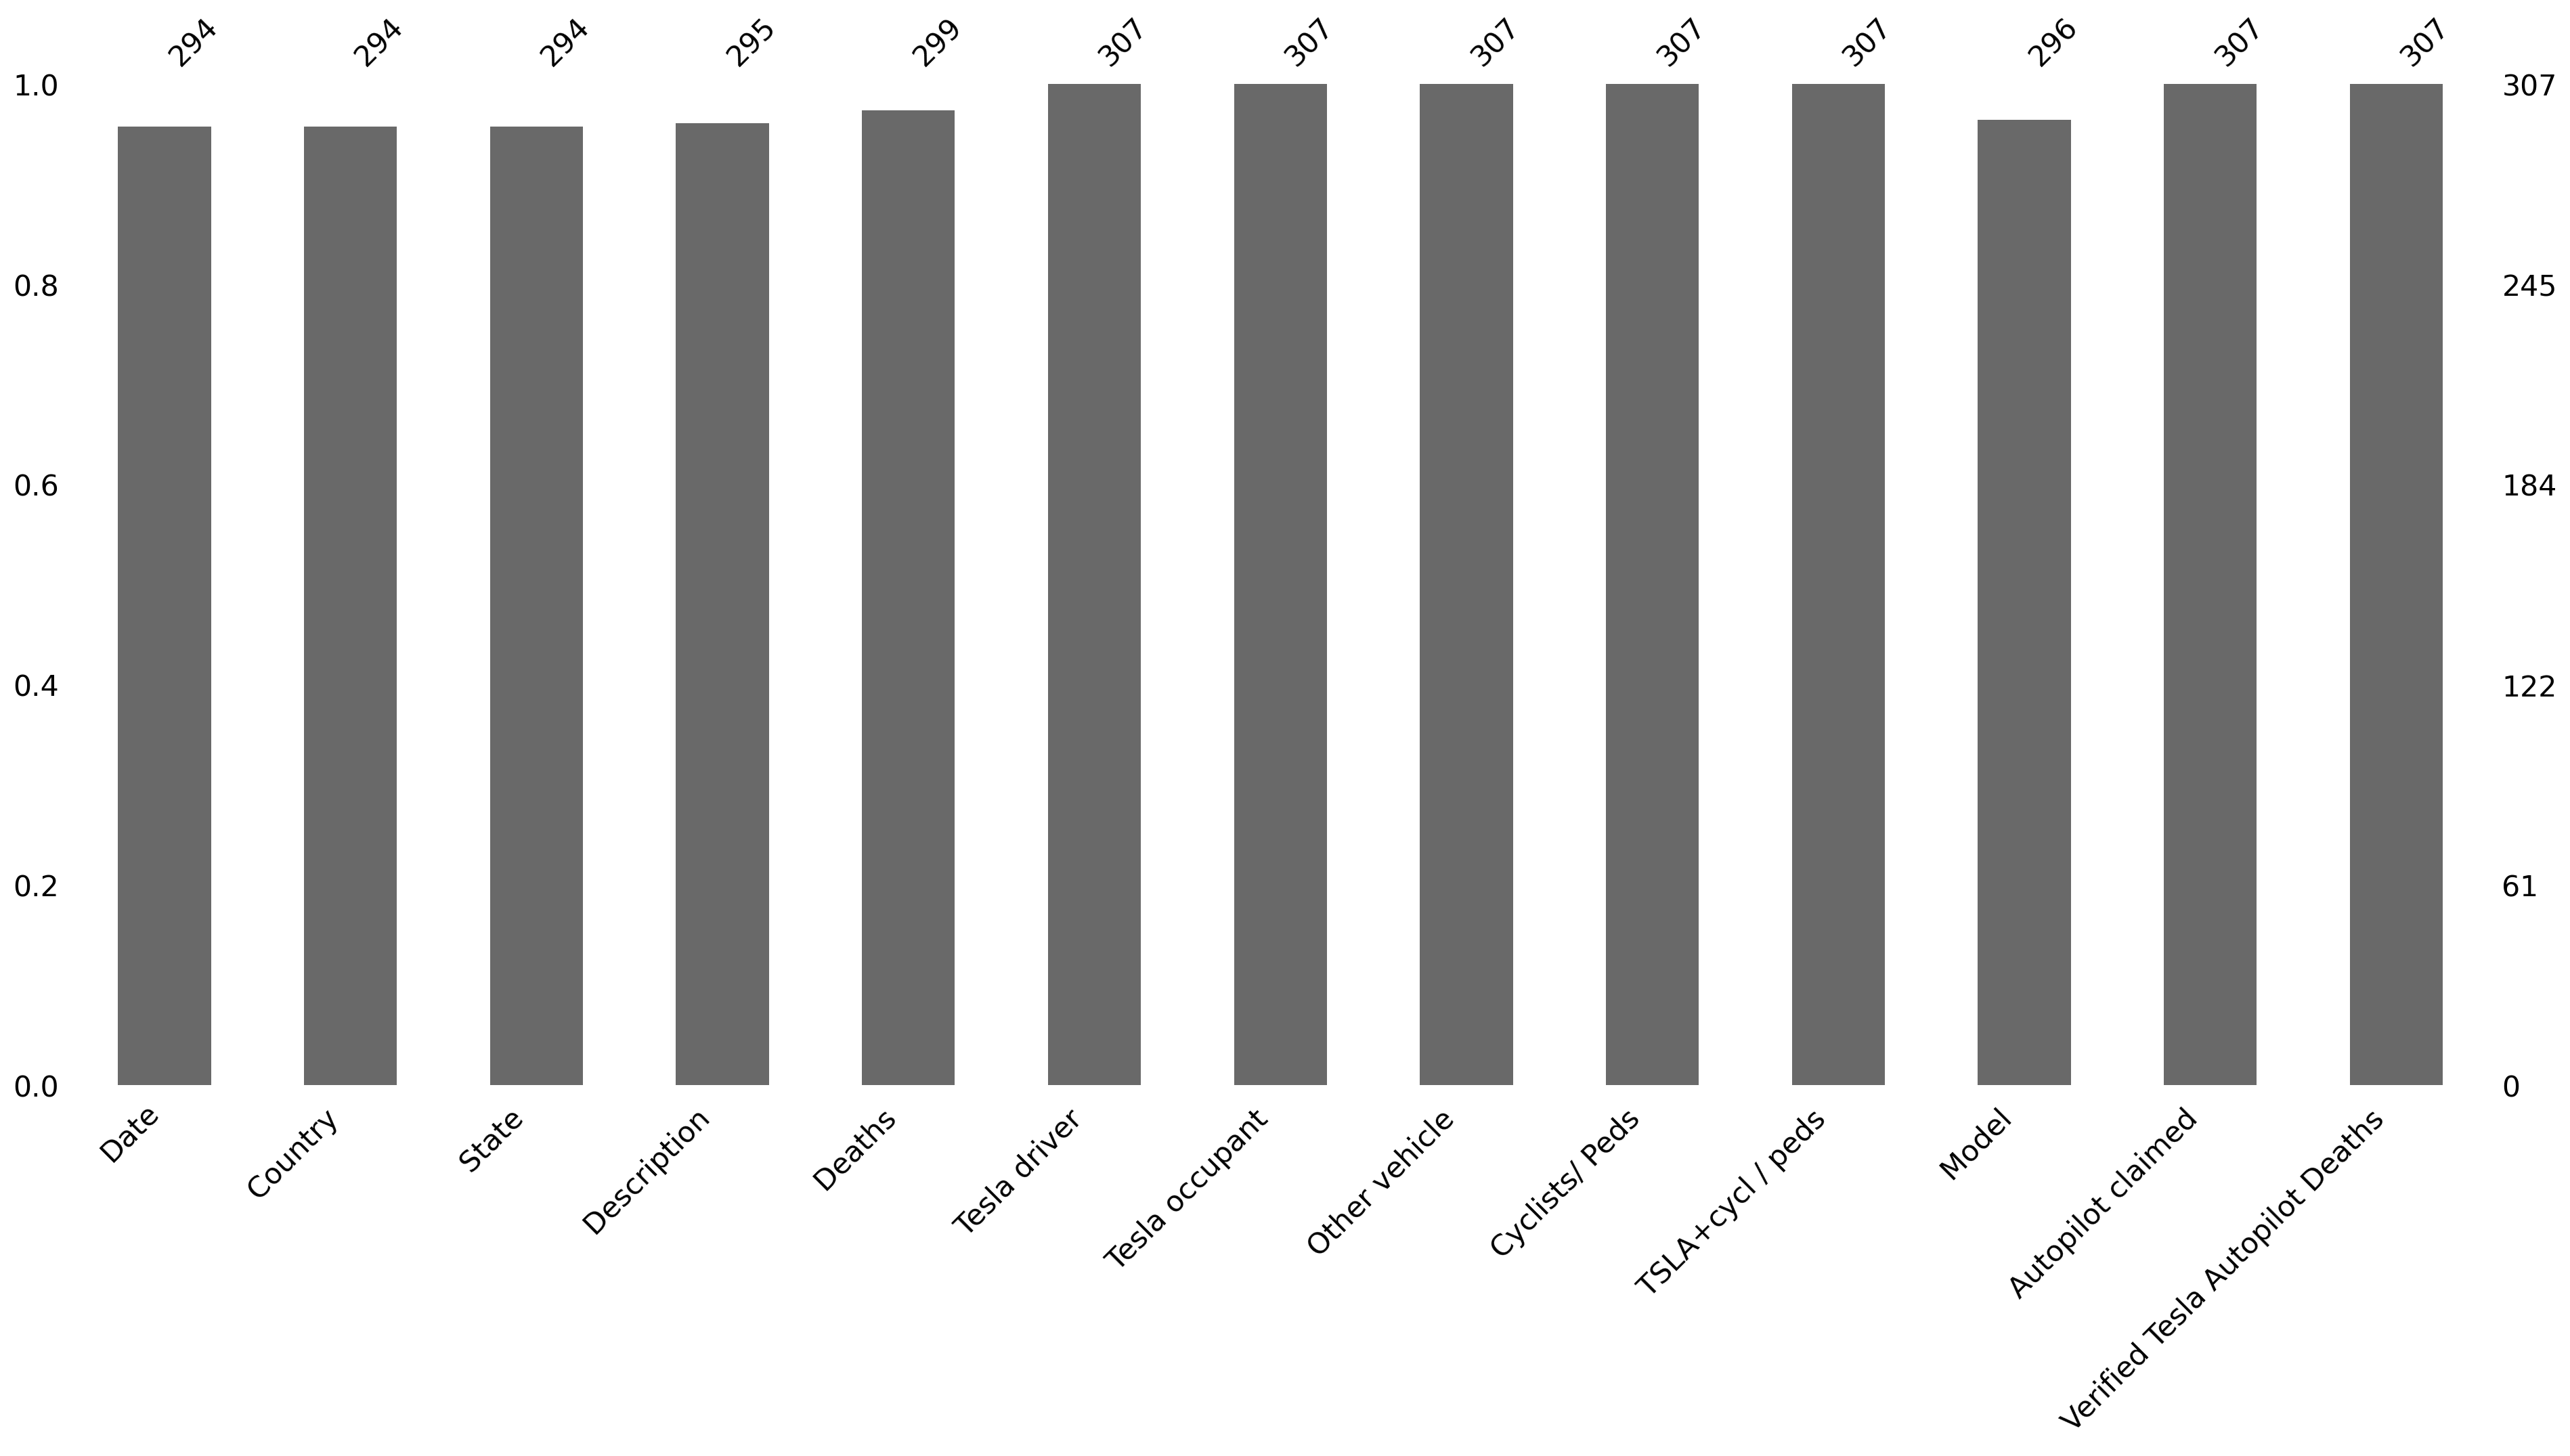 294 294 294 295 299 307 307 307 307 307 296 307 307
1.0 307
0.8 245
0.6 184
0.4 122
0.2 61
0.0 0
Date
Country
State
Description
Deaths
Tesla driver
Tesla occupant
Other vehicle
Cyclists/ Peds
TSLA+cycl / peds
Model
Autopilot claimed
Verified Tesla Autopilot Deaths